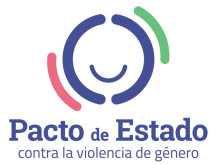 Pacto de Estado
contra la violencia de género